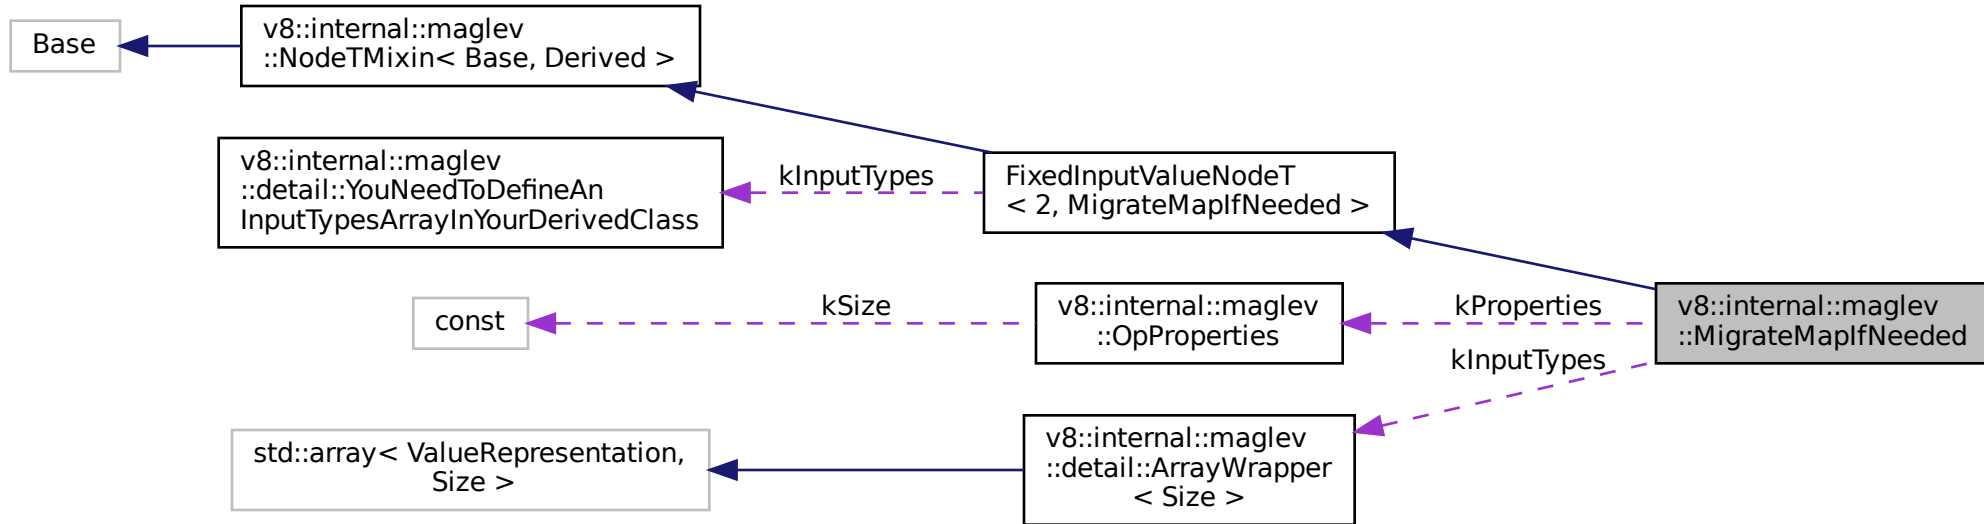 Base
v8::internal::maglev
::NodeTMixin< Base, Derived >
v8::internal::maglev
::detail::YouNeedToDefineAn
InputTypesArrayInYourDerivedClass
kInputTypes
FixedInputValueNodeT
< 2, MigrateMapIfNeeded >
const
kSize
v8::internal::maglev
::OpProperties
kProperties
v8::internal::maglev
::MigrateMapIfNeeded
kInputTypes
std::array< ValueRepresentation,
Size >
v8::internal::maglev
::detail::ArrayWrapper
< Size >